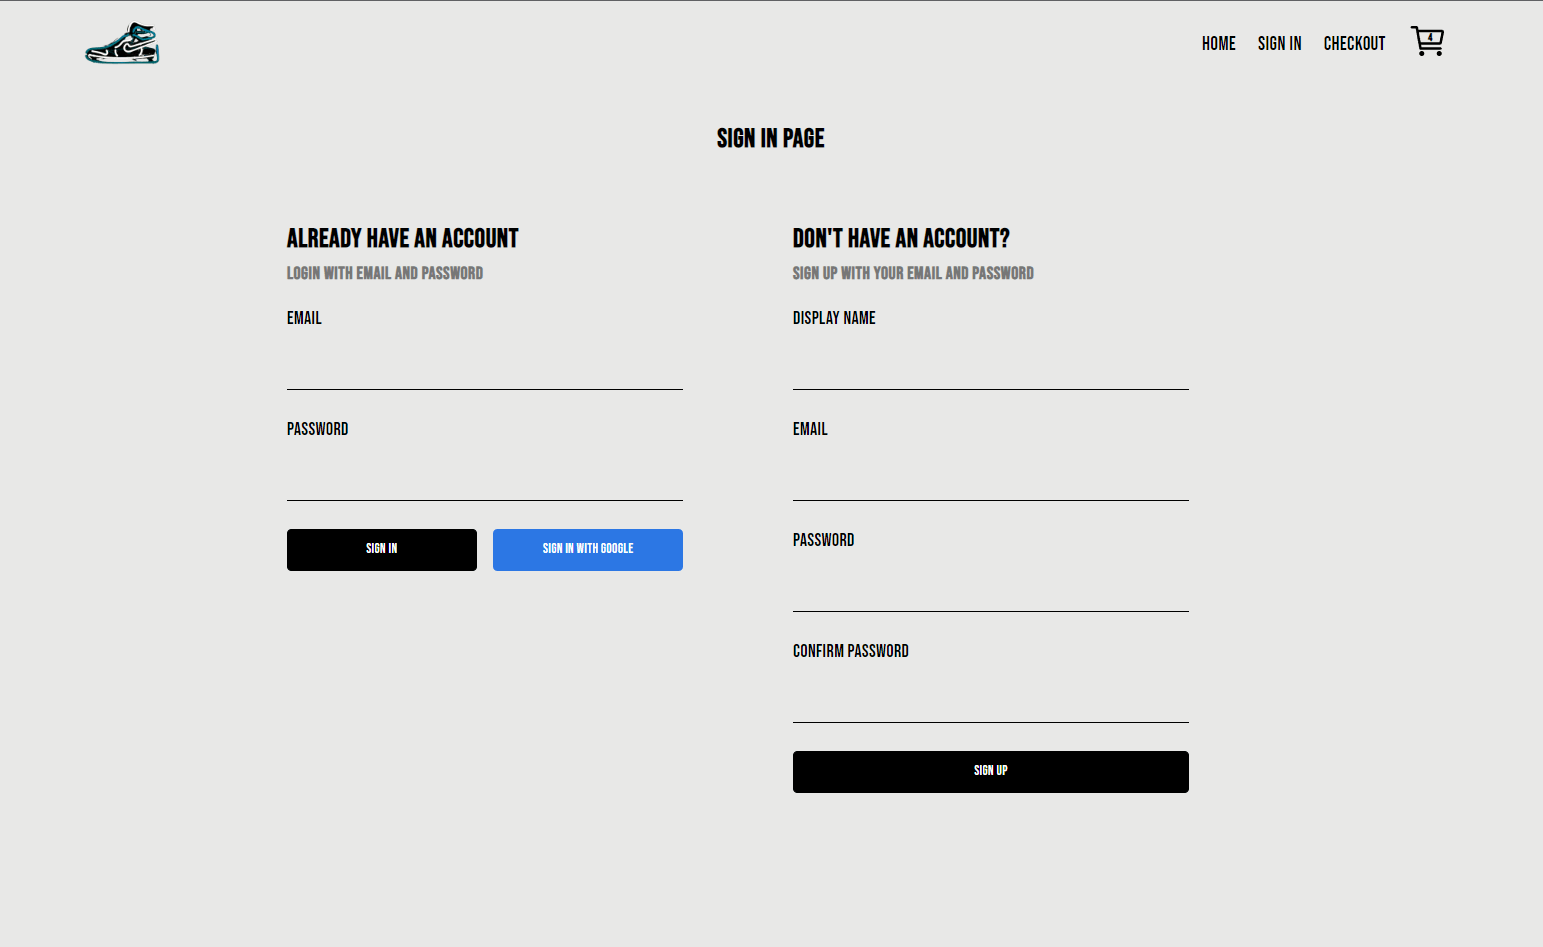 HOME SIGN IN CHECKOUT 4
SIGN IN PAGE
ALREADY HAVE AN ACCOUNT
LOGIN WITH EMAIL AND PASSWORD
EMAIL
PASSWORD
SIGN IN
SIGN IN WITH GOOGLE
DON'T HAVE AN ACCOUNT?
SIGN UP WITH YOUR EMAIL AND PASSWORD
DISPLAY NAME
EMAIL
PASSWORD
CONFIRM PASSWORD
SIGN UP